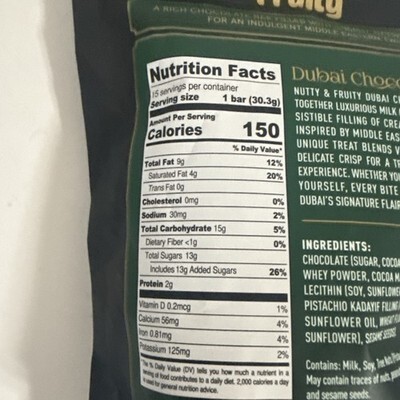 Fruity
A RICH CHOCOLATE
FOR AN INDULGENT MIDDLE EASTERN
Nutrition Facts
15 servings per container
Serving size 1 bar (30.3g)
Amount Per Serving
Calories 150
% Daily Value*
Total Fat 9g 12%
Saturated Fat 4g 20%
Trans Fat 0g
Cholesterol 0mg 0%
Sodium 30mg 2%
Total Carbohydrate 15g 5%
Dietary Fiber <1g 0%
Total Sugars 13g
Includes 13g Added Sugars 26%
Protein 2g
Vitamin D 0.2mcg 1%
Calcium 56mg 4%
Iron 0.81mg 4%
Potassium 125mg 2%
* The % Daily Value (DV) tells you how much a nutrient in a
serving of food contributes to a daily diet. 2,000 calories a day
is used for general nutrition advice.
Dubai Choco
NUTTY & FRUITY DUBAI C
TOGETHER LUXURIOUS MILK
SISTIBLE FILLING OF CRE
INSPIRED BY MIDDLE EAS
UNIQUE TREAT BLENDS V
DELICATE CRISP FOR A T
EXPERIENCE. WHETHER YO
YOURSELF, EVERY BITE
DUBAI'S SIGNATURE FLAIR
INGREDIENTS:
CHOCOLATE (SUGAR, COCOA
WHEY POWDER, COCOA M
LECITHIN (SOY, SUNFLOWE
PISTACHIO KADAYIF FILLING
SUNFLOWER OIL, WHEAT FL
SUNFLOWER), SESAME SEEDS
Contains: Milk, Soy, Tree Nut,
May contain traces of nuts,
and sesame seeds.